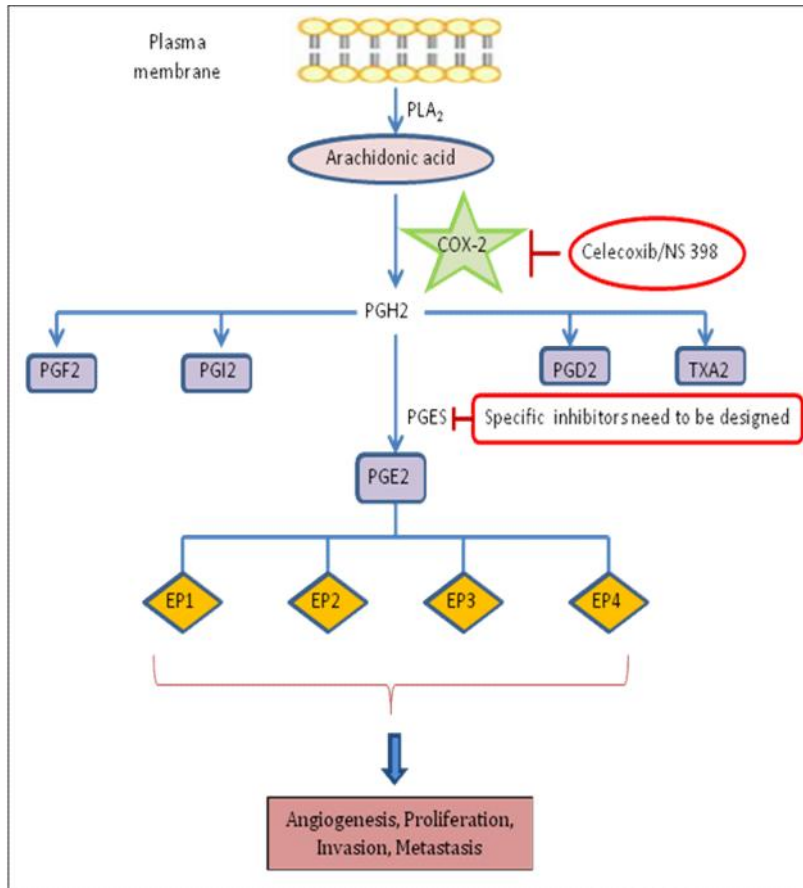 Plasma
membrane
PLA₂
Arachidonic acid
COX-2
Celecoxib/NS 398
PGH2
PGF2
PGI2
PGD2
TXA2
PGES
Specific inhibitors need to be designed
PGE2
EP1
EP2
EP3
EP4
Angiogenesis, Proliferation,
Invasion, Metastasis